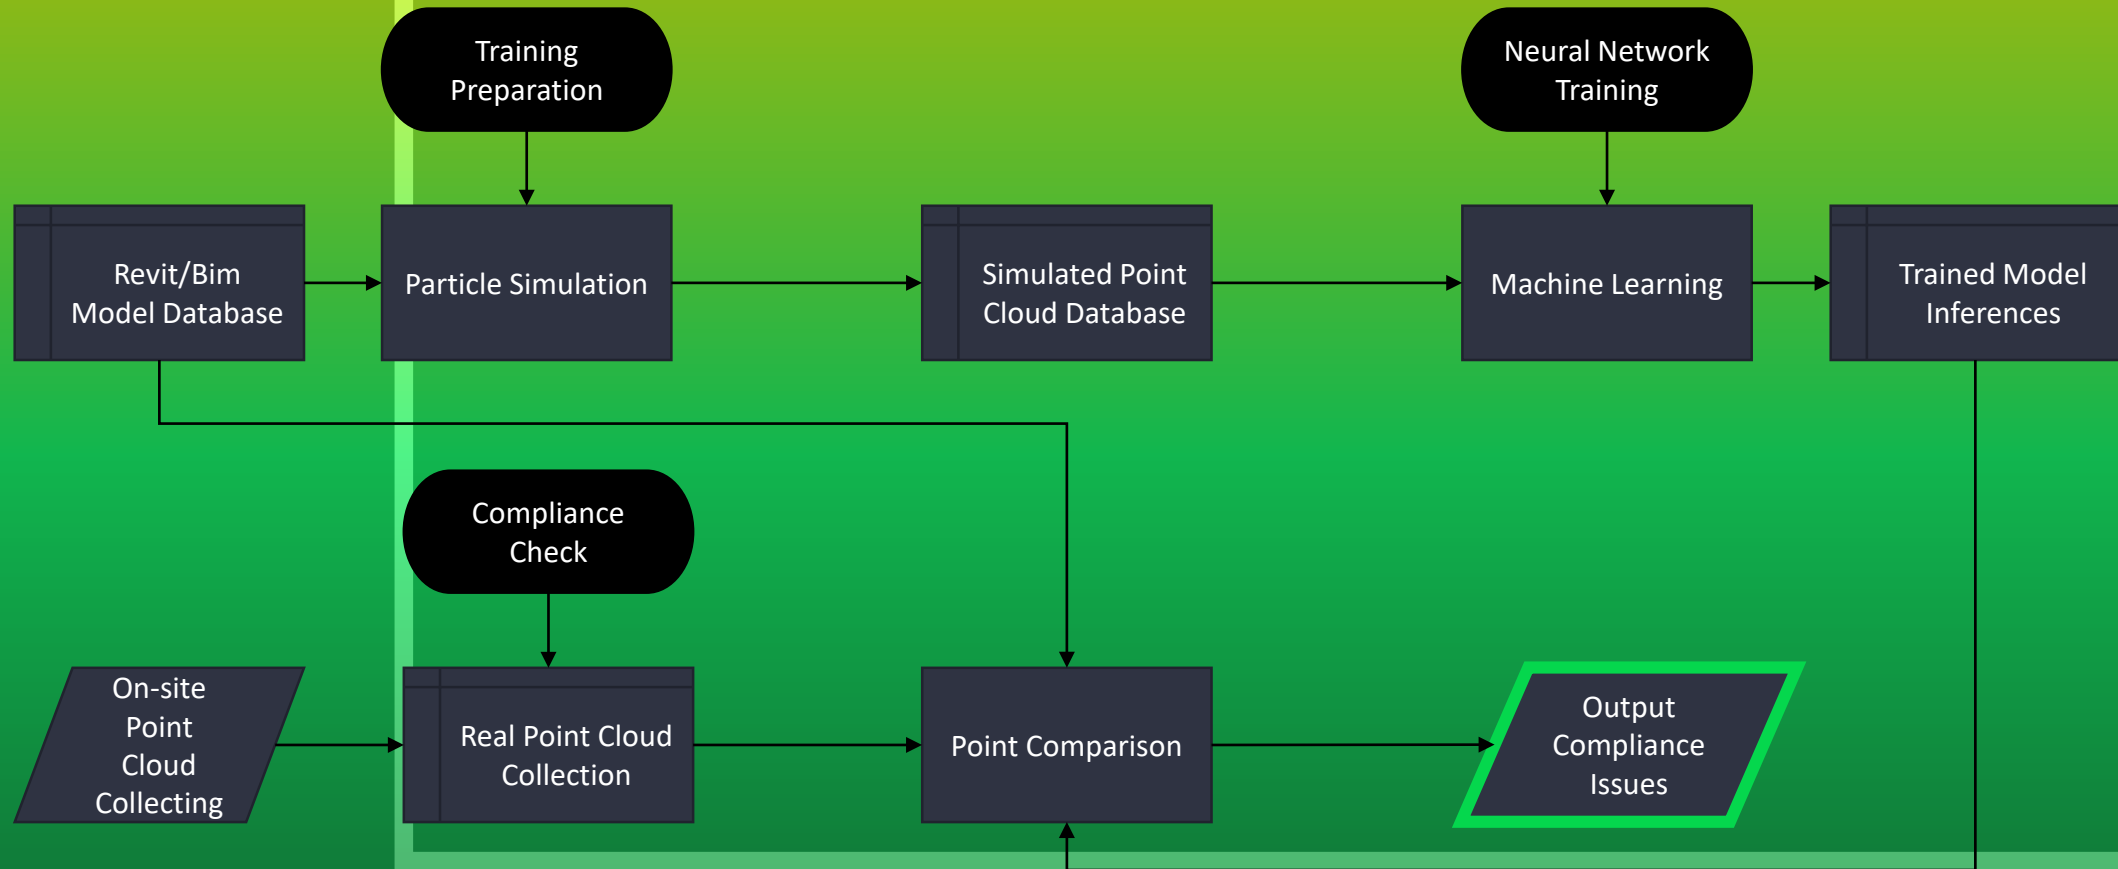 Training
Preparation
Neural Network
Training
Revit/Bim
Model Database
Particle Simulation
Simulated Point
Cloud Database
Machine Learning
Trained Model
Inferences
Compliance
Check
On-site
Point
Cloud
Collecting
Real Point Cloud
Collection
Point Comparison
Output
Compliance
Issues